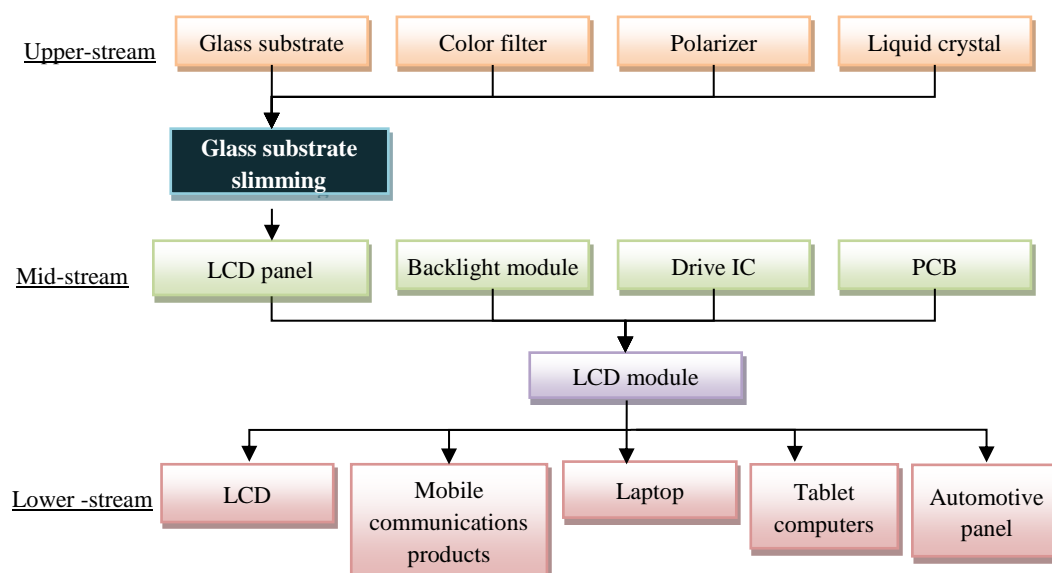 Upper-stream
Glass substrate
Color filter
Polarizer
Liquid crystal
Glass substrate
slimming
Mid-stream
LCD panel
Backlight module
Drive IC
PCB
LCD module
Lower -stream
LCD
Mobile
communications
products
Laptop
Tablet
computers
Automotive
panel